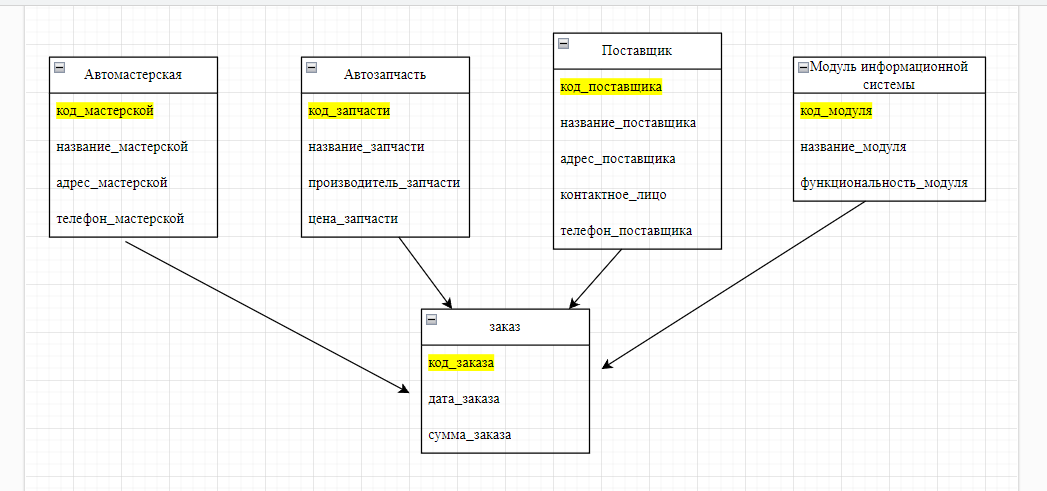 Автомастерская
код_мастерской
название_мастерской
адрес_мастерской
телефон_мастерской
Автозапчасть
код_запчасти
название_запчасти
производитель_запчасти
цена_запчасти
Поставщик
код_поставщика
название_поставщика
адрес_поставщика
контактное_лицо
телефон_поставщика
Модуль информационной
системы
код_модуля
название_модуля
функциональность_модуля
заказ
код_заказа
дата_заказа
сумма_заказа